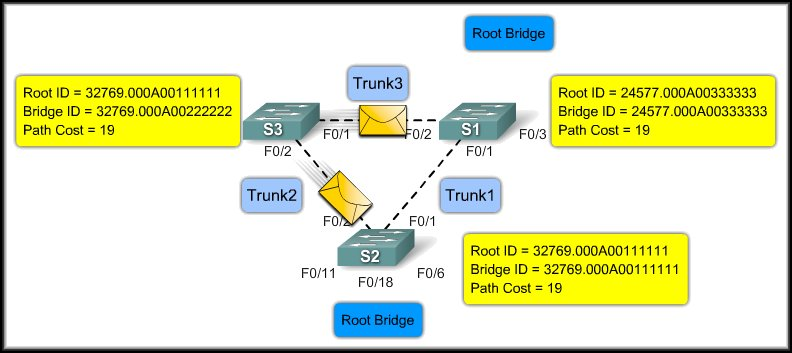 Root Bridge
Trunk3
Root ID = 32769.000A00111111
Bridge ID = 32769.000A00222222
Path Cost = 19
S3
F0/1
F0/2
S1
F0/3
Root ID = 24577.000A00333333
Bridge ID = 24577.000A00333333
Path Cost = 19
F0/2
F0/1
Trunk2
Trunk1
F0/2
F0/1
S2
F0/11
F0/18
F0/6
Root ID = 32769.000A00111111
Bridge ID = 32769.000A00111111
Path Cost = 19
Root Bridge